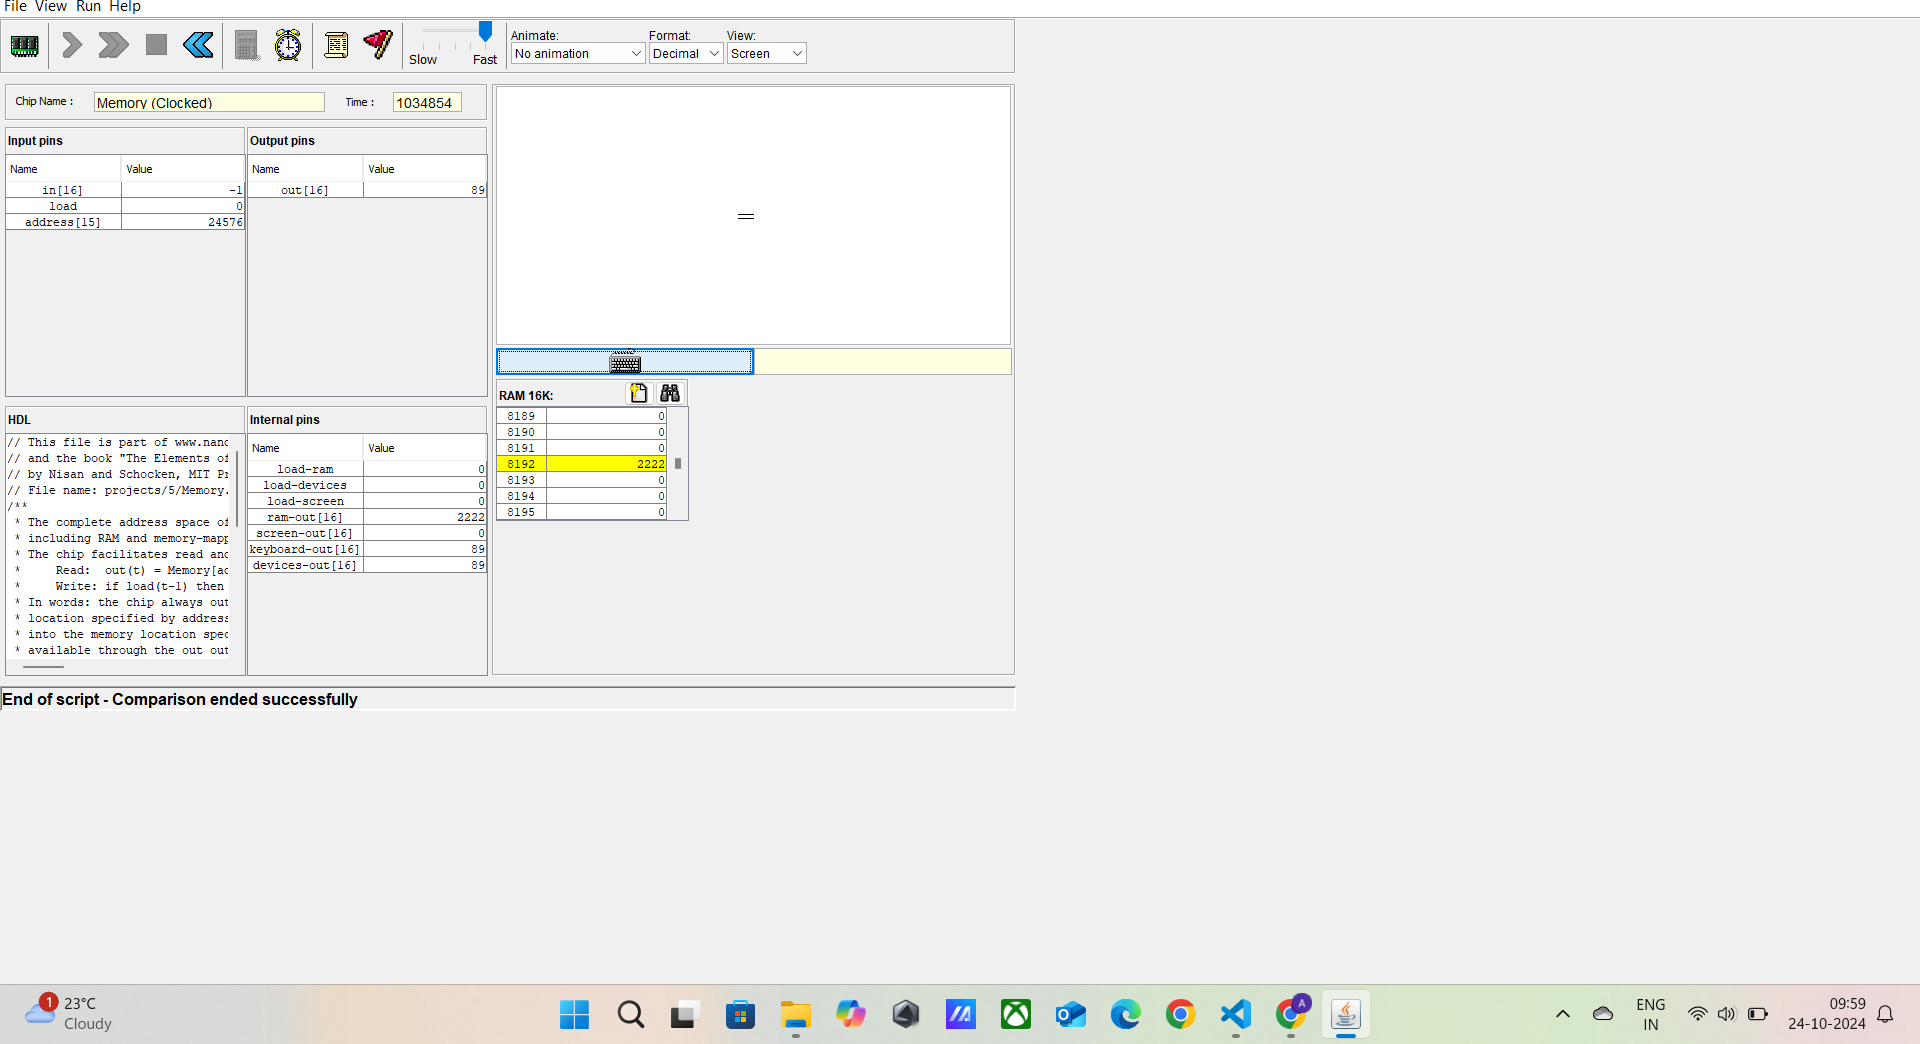 File View Run Help
Slow Fast
Animate: Format: View:
No animation Decimal Screen
Chip Name : Memory (Clocked) Time : 1034854
Input pins
Name Value
in[16] -1
load 0
address[15] 24576
Output pins
Name Value
out[16] 89
HDL
// This file is part of www.nand
// and the book "The Elements of
// by Nisan and Schocken, MIT Pr
// File name: projects/5/Memory.
/**
* The complete address space of
* including RAM and memory-mapp
* The chip facilitates read and
* Read: out(t) = Memory[ad
* Write: if load(t-1) then
* In words: the chip always out
* location specified by address
* into the memory location spec
* available through the out out
Internal pins
Name Value
load-ram 0
load-devices 0
load-screen 0
ram-out[16] 2222
screen-out[16] 0
keyboard-out[16] 89
devices-out[16] 89
RAM 16K:
8189 0
8190 0
8191 0
8192 2222
8193 0
8194 0
8195 0
End of script - Comparison ended successfully
1
23°C
Cloudy
A
ENG
IN
09:59
24-10-2024